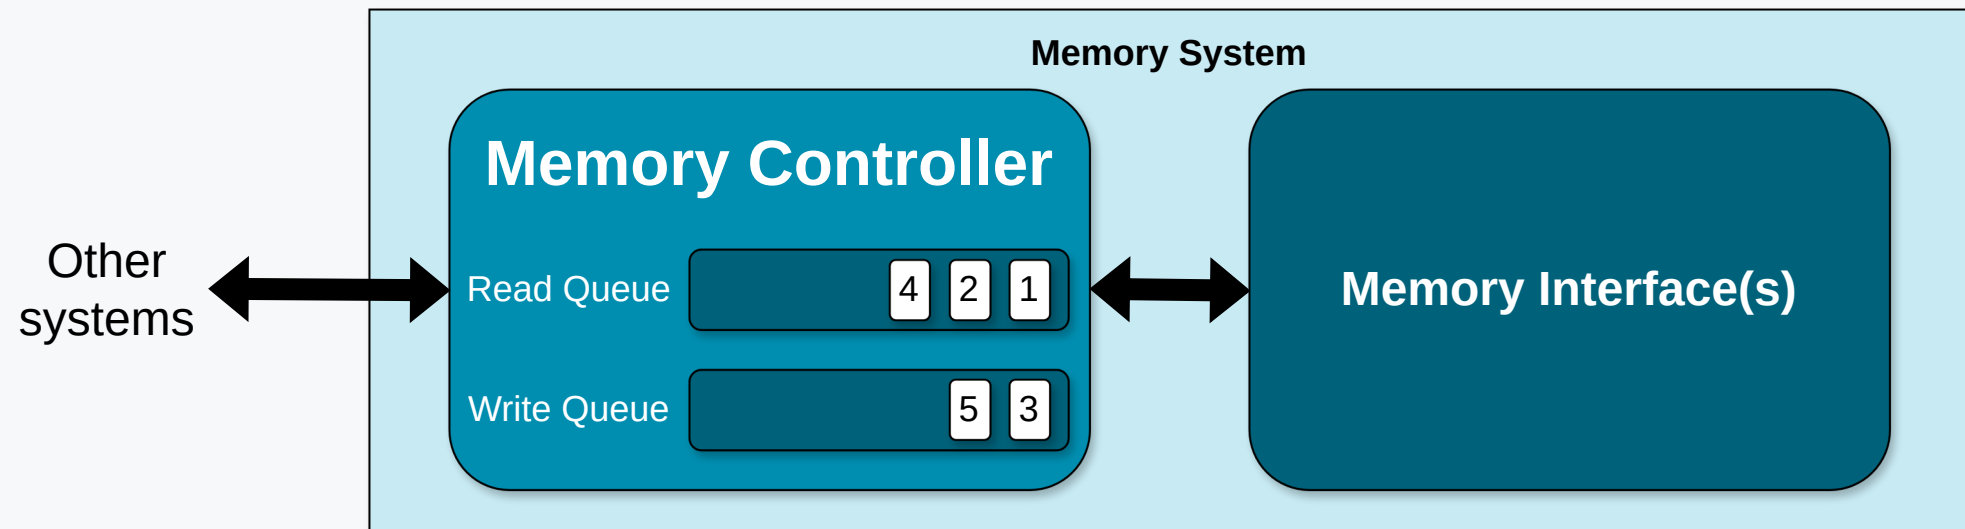 Memory System
Memory Controller
Other
systems
Read Queue
4 2 1
Write Queue
5 3
Memory Interface(s)